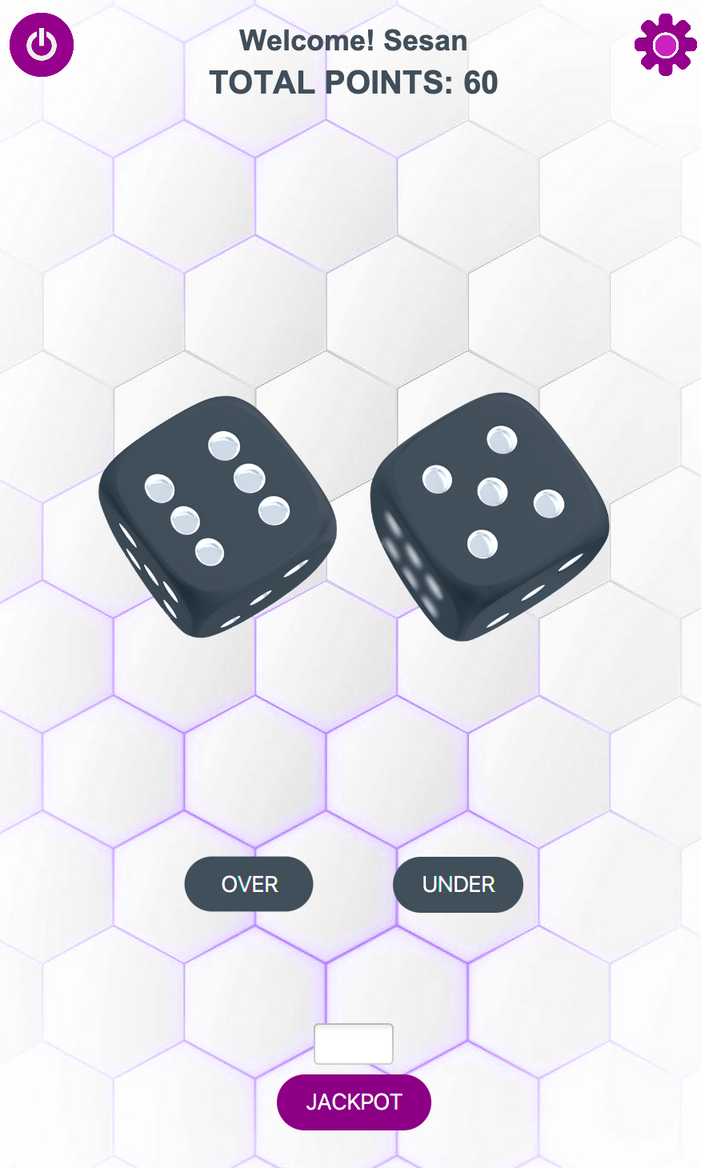 Welcome! Sesan
TOTAL POINTS: 60
OVER
UNDER
JACKPOT